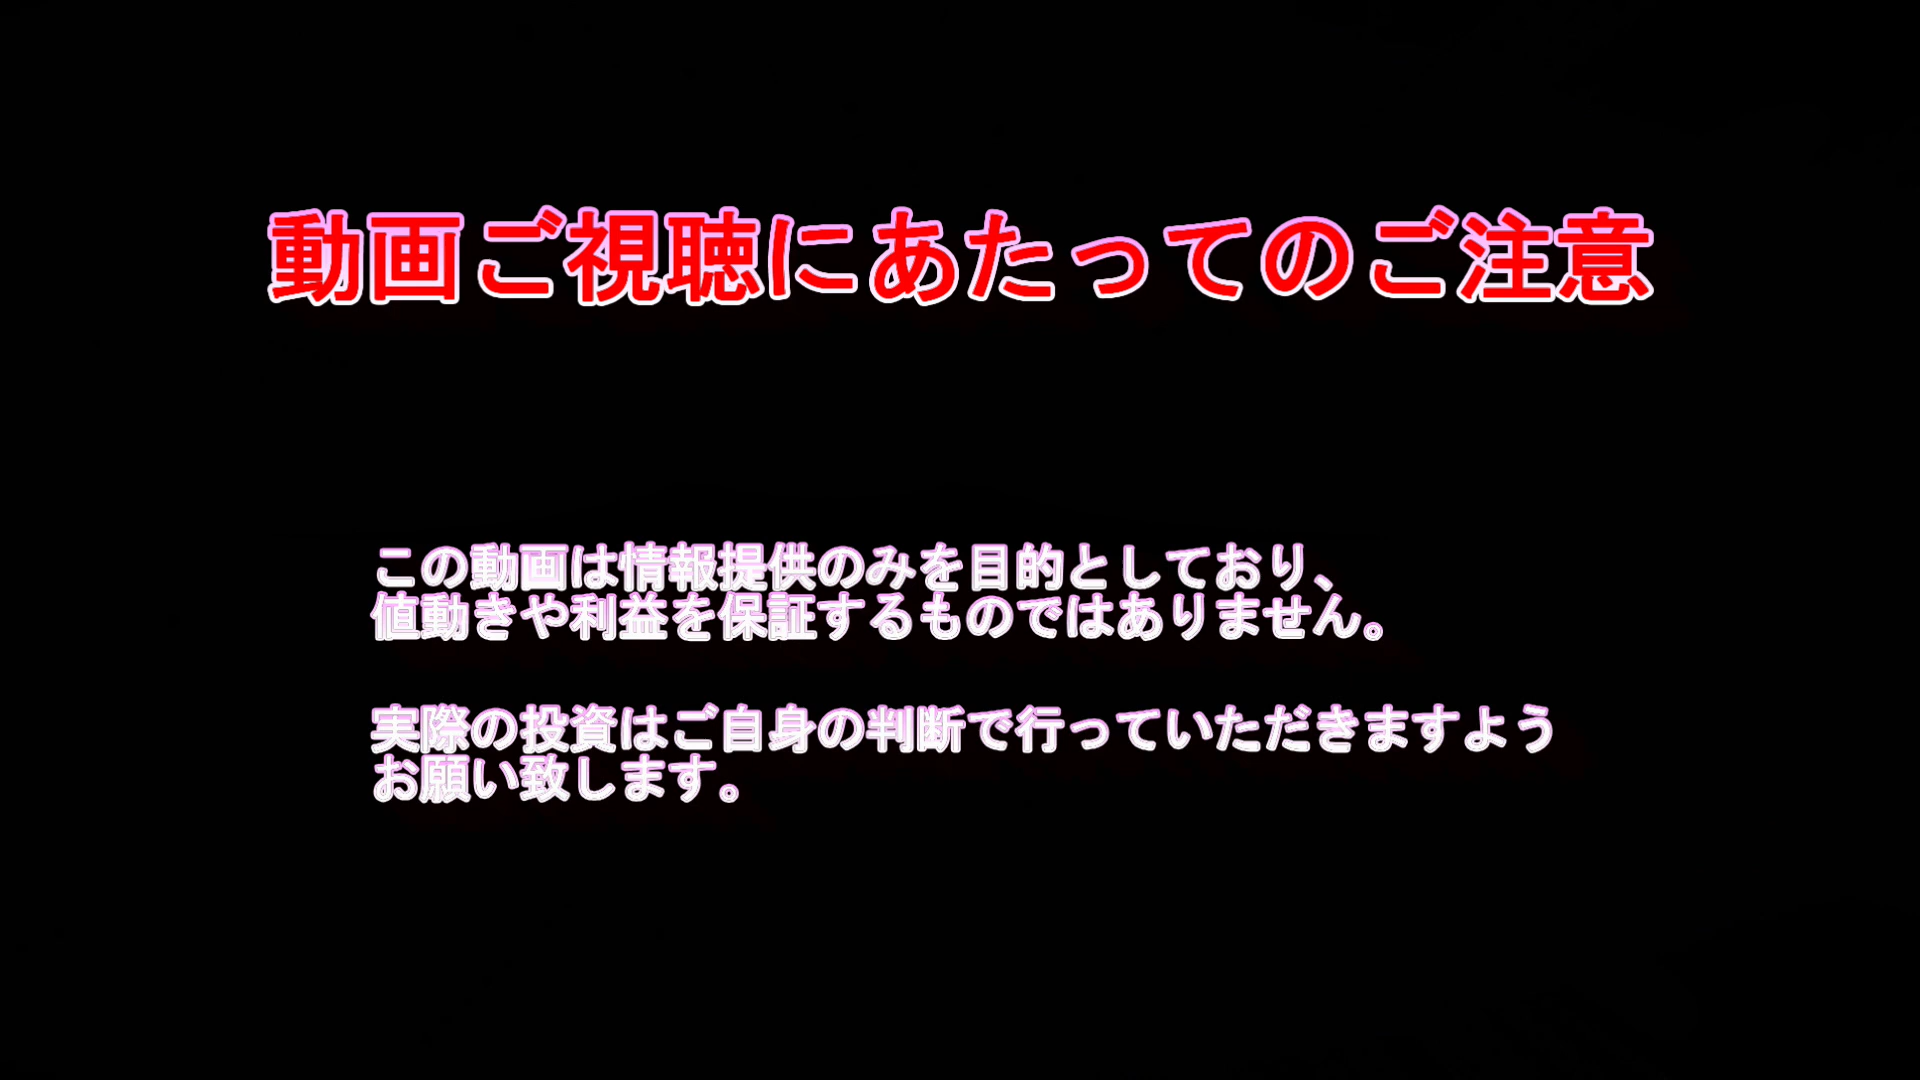 動画ご視聴にあたってのご注意
この動画は情報提供のみを目的としており、
値動きや利益を保証するものではありません。
実際の投資はご自身の判断で行っていただきますよう
お願い致します。